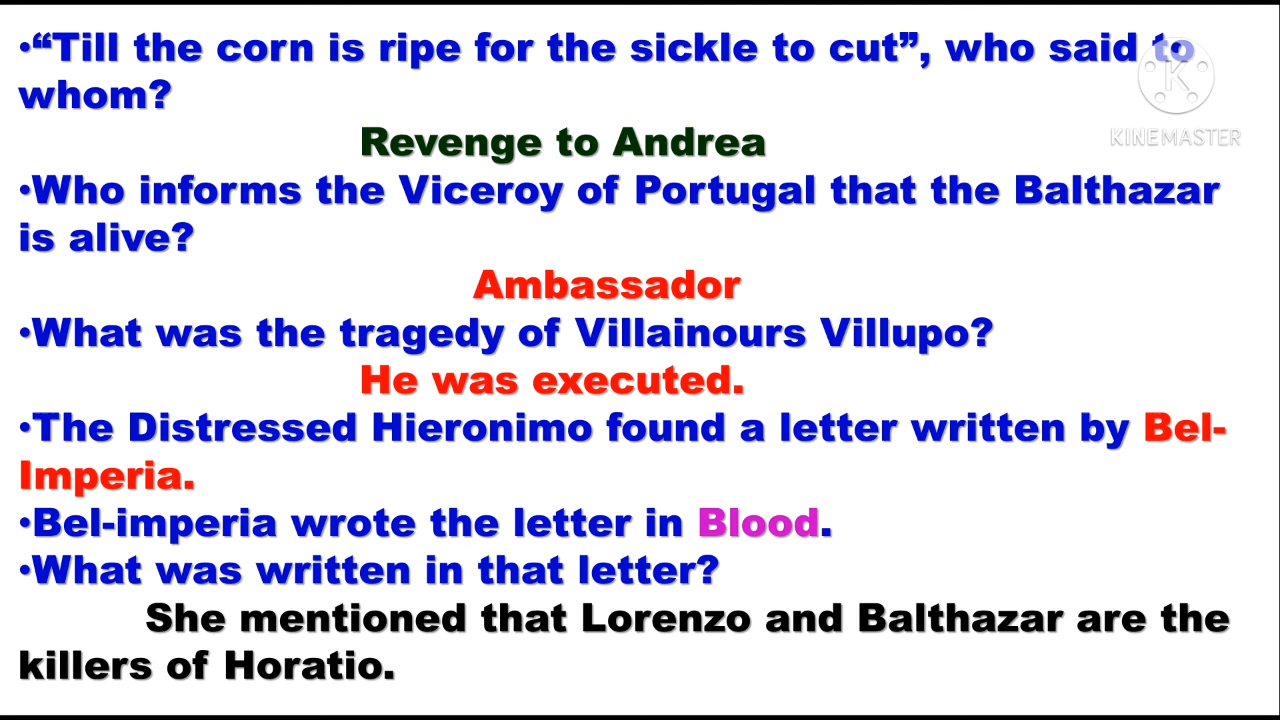 •“Till the corn is ripe for the sickle to cut”, who said to
whom?
Revenge to Andrea
•Who informs the Viceroy of Portugal that the Balthazar
is alive?
Ambassador
•What was the tragedy of Villainours Villupo?
He was executed.
•The Distressed Hieronimo found a letter written by Bel-
Imperia.
•Bel-imperia wrote the letter in Blood.
•What was written in that letter?
She mentioned that Lorenzo and Balthazar are the
killers of Horatio.
K
KINEMASTER